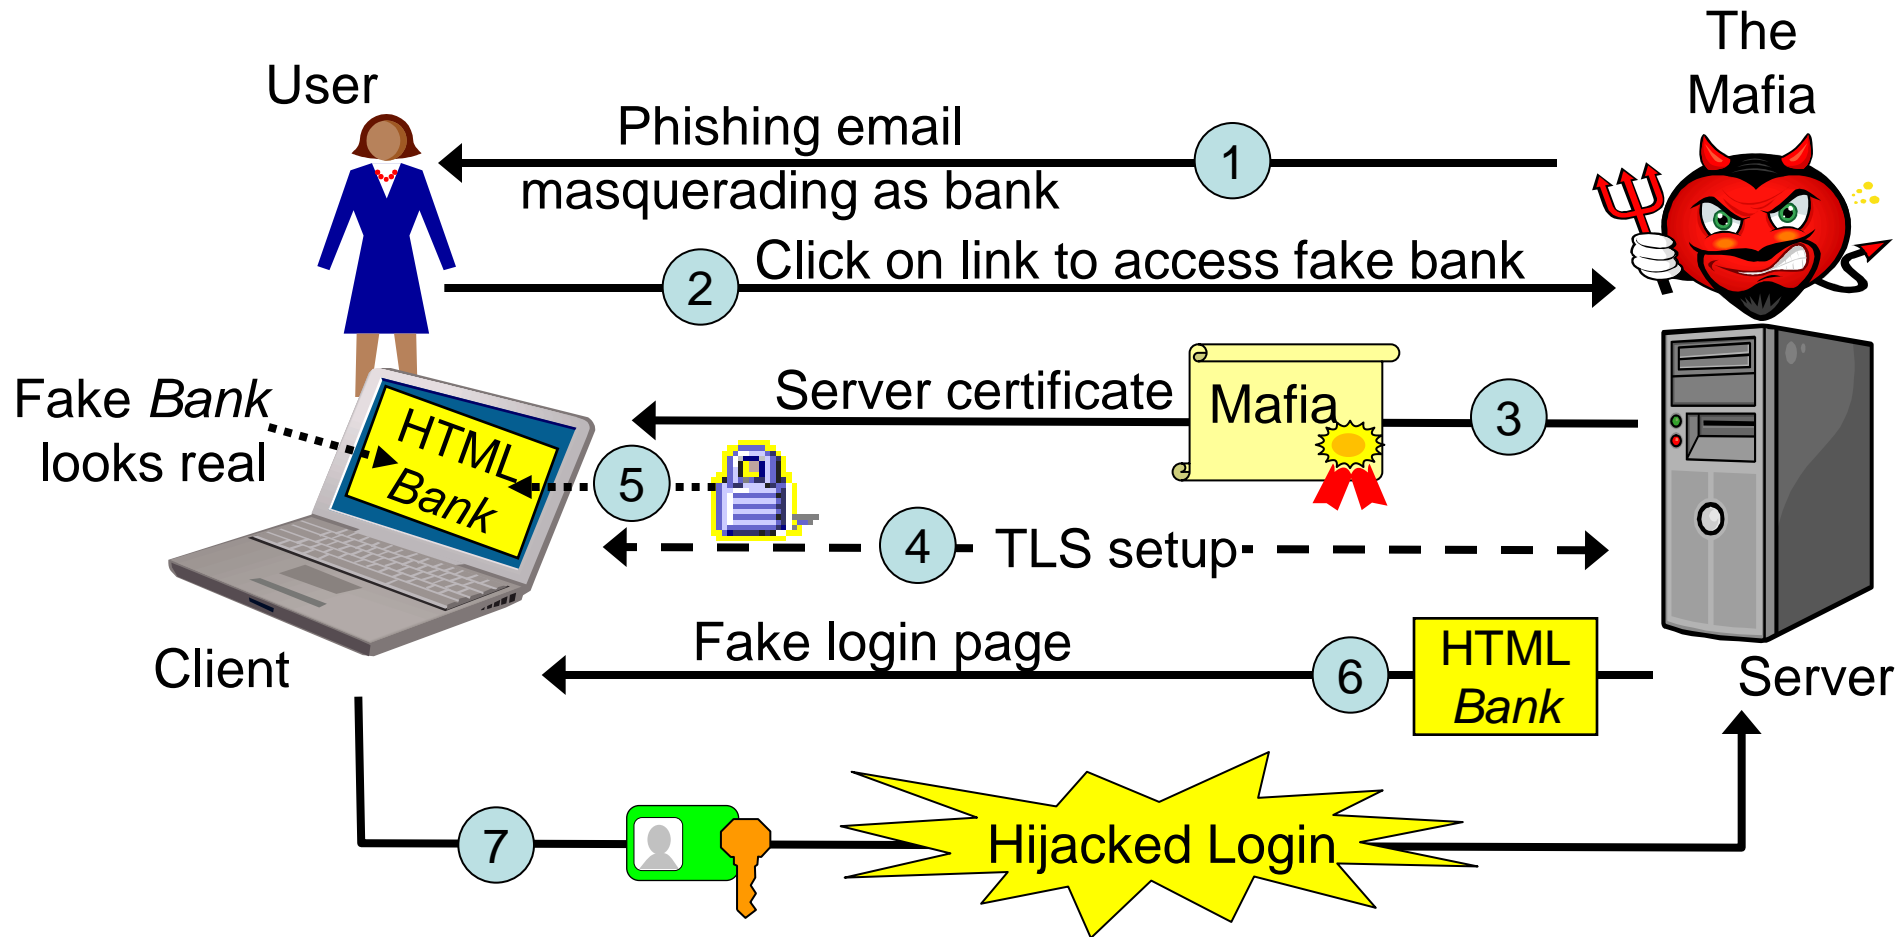 The
Mafia
User
Phishing email
1
masquerading as bank
2
Click on link to access fake bank
Fake Bank
looks real
HTML
Bank
Server certificate
Mafia
3
5
4
TLS setup
Client
Fake login page
6
HTML
Bank
Server
7
Hijacked Login